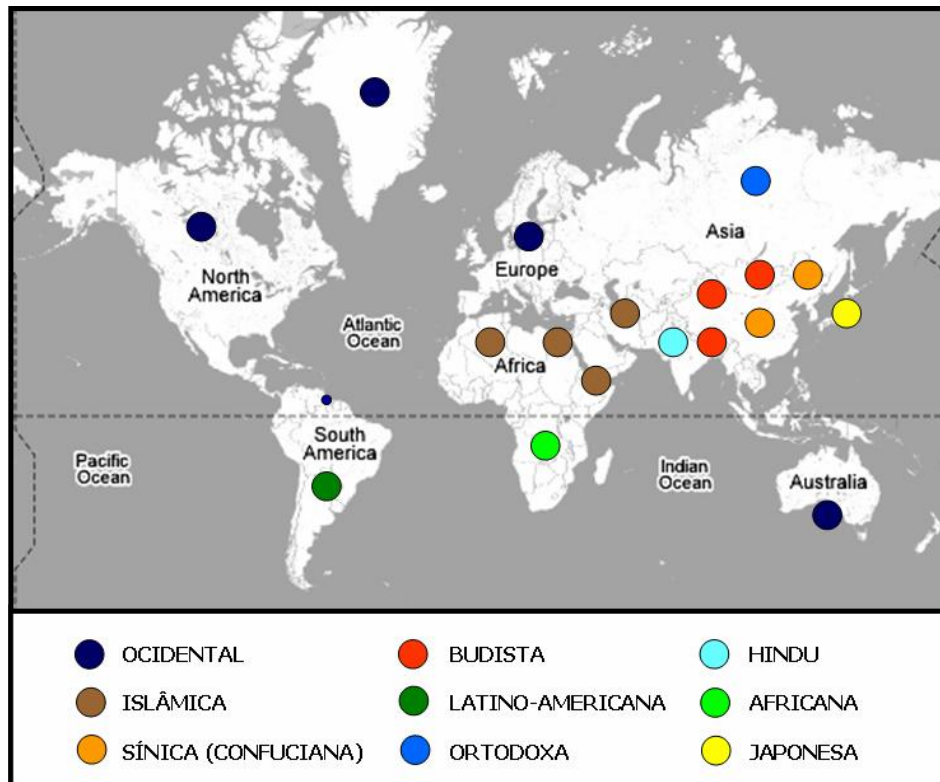 Asia
Europe
North
America
Atlantic
Ocean
Africa
South
America
Pacific
Ocean
Indian
Ocean
Australia
OCIDENTAL
BUDISTA
HINDU
ISLÂMICA
LATINO-AMERICANA
AFRICANA
SÍNICA (CONFUCIANA)
ORTODOXA
JAPONESA